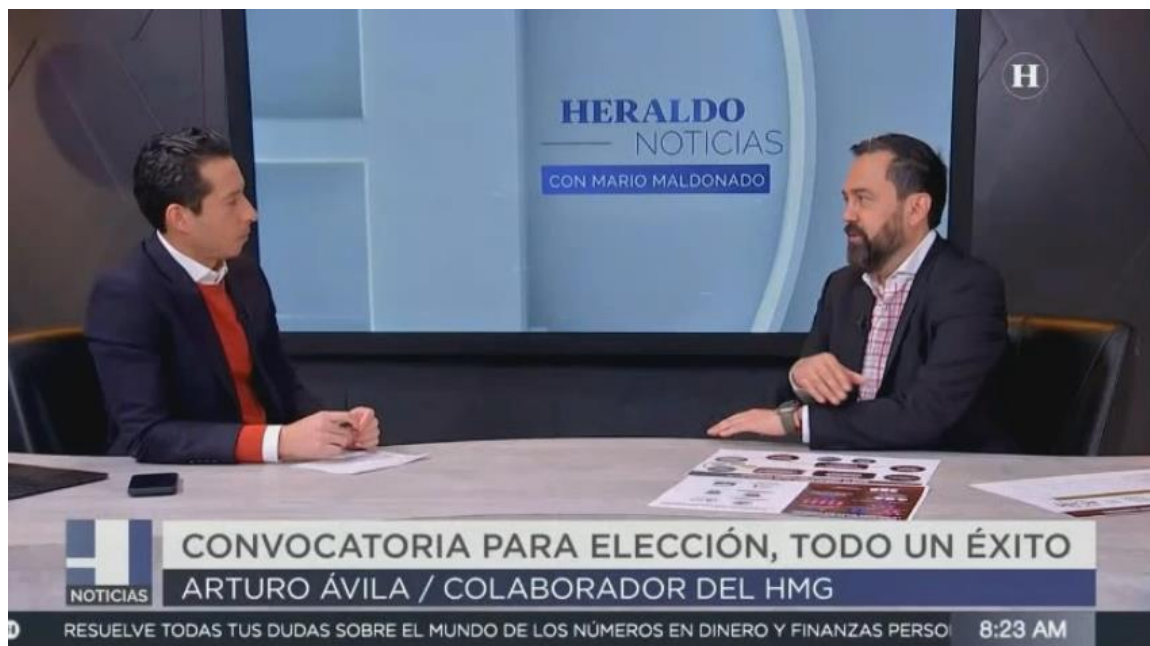 H
HERALDO
NOTICIAS
CON MARIO MALDONADO
CONVOCATORIA PARA ELECCIÓN, TODO UN ÉXITO
NOTICIAS
ARTURO ÁVILA / COLABORADOR DEL HMG
RESUELVE TODAS TUS DUDAS SOBRE EL MUNDO DE LOS NÚMEROS EN DINERO Y FINANZAS PERSO
8:23 AM